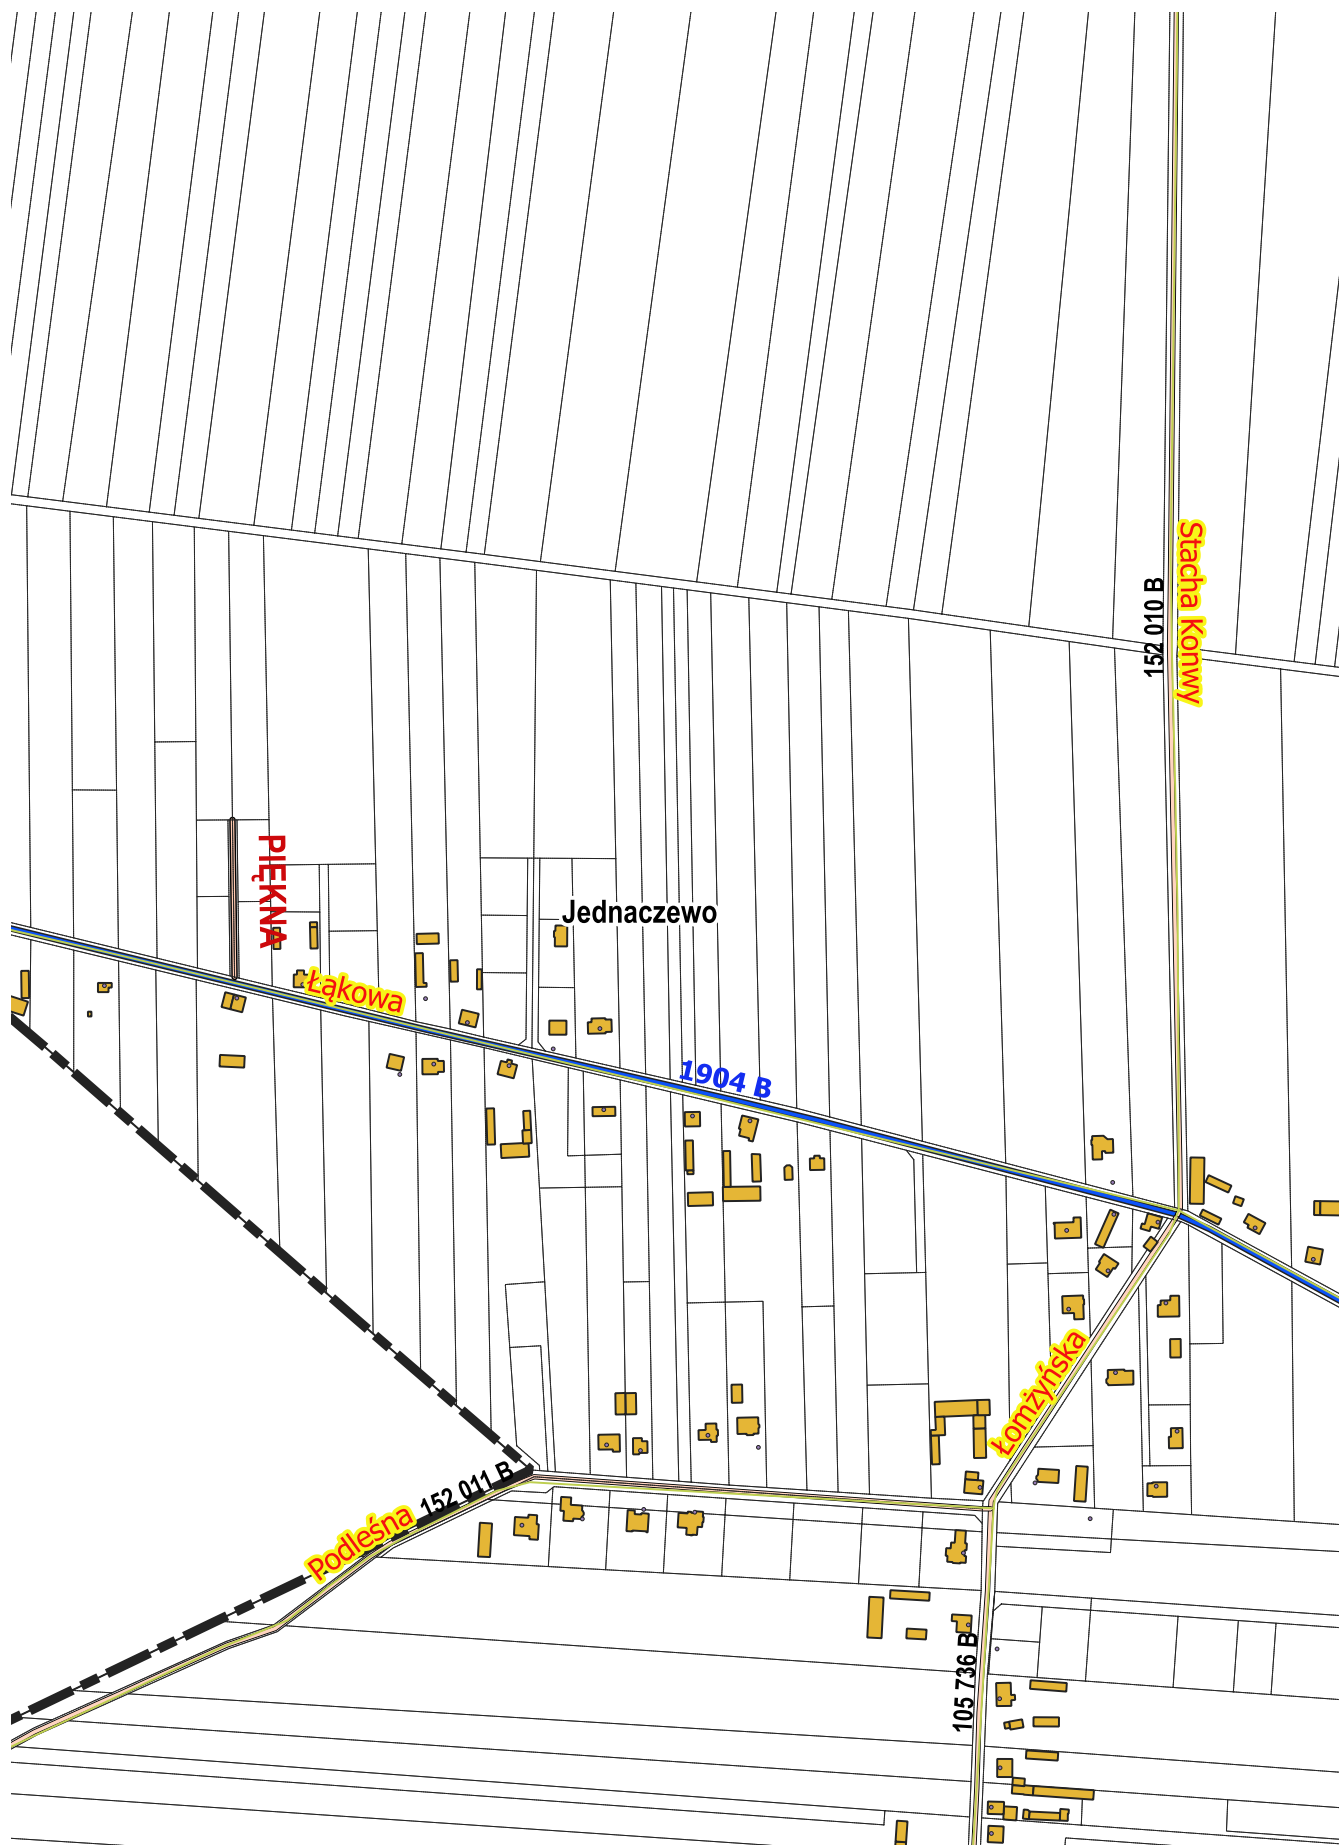 Stacha Konwy
152 010 B
PIĘKNA
Jednaczewo
Łąkowa
1904 B
Łomżyńska
152 011 B
Podleśna
105 736 B